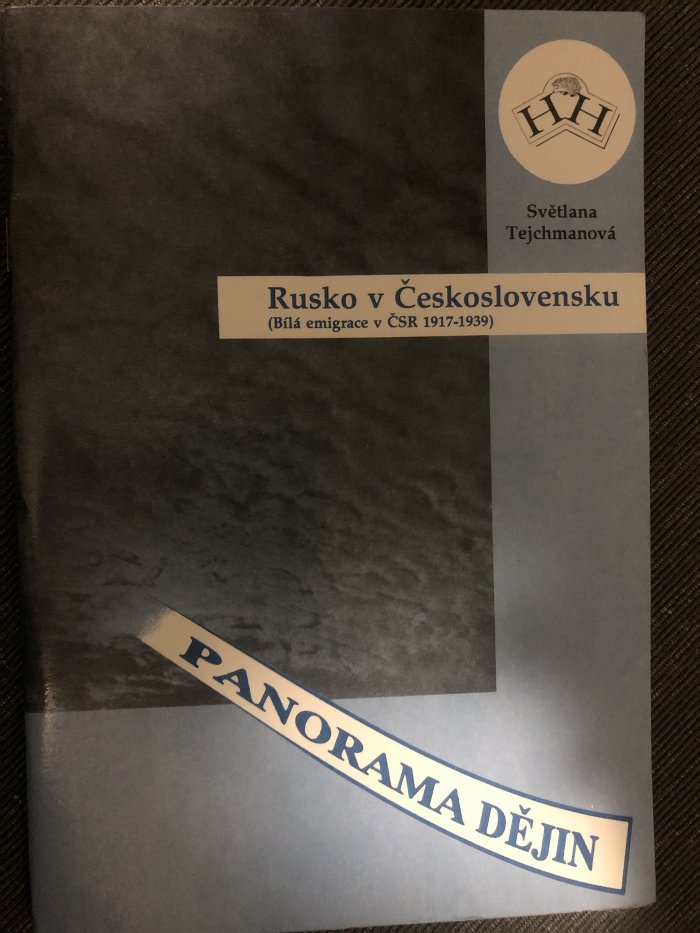 HH
Světlana
Tejchmanová
Rusko v Československu
(Bílá emigrace v ČSR 1917-1939)
PANORAMA DĚJIN